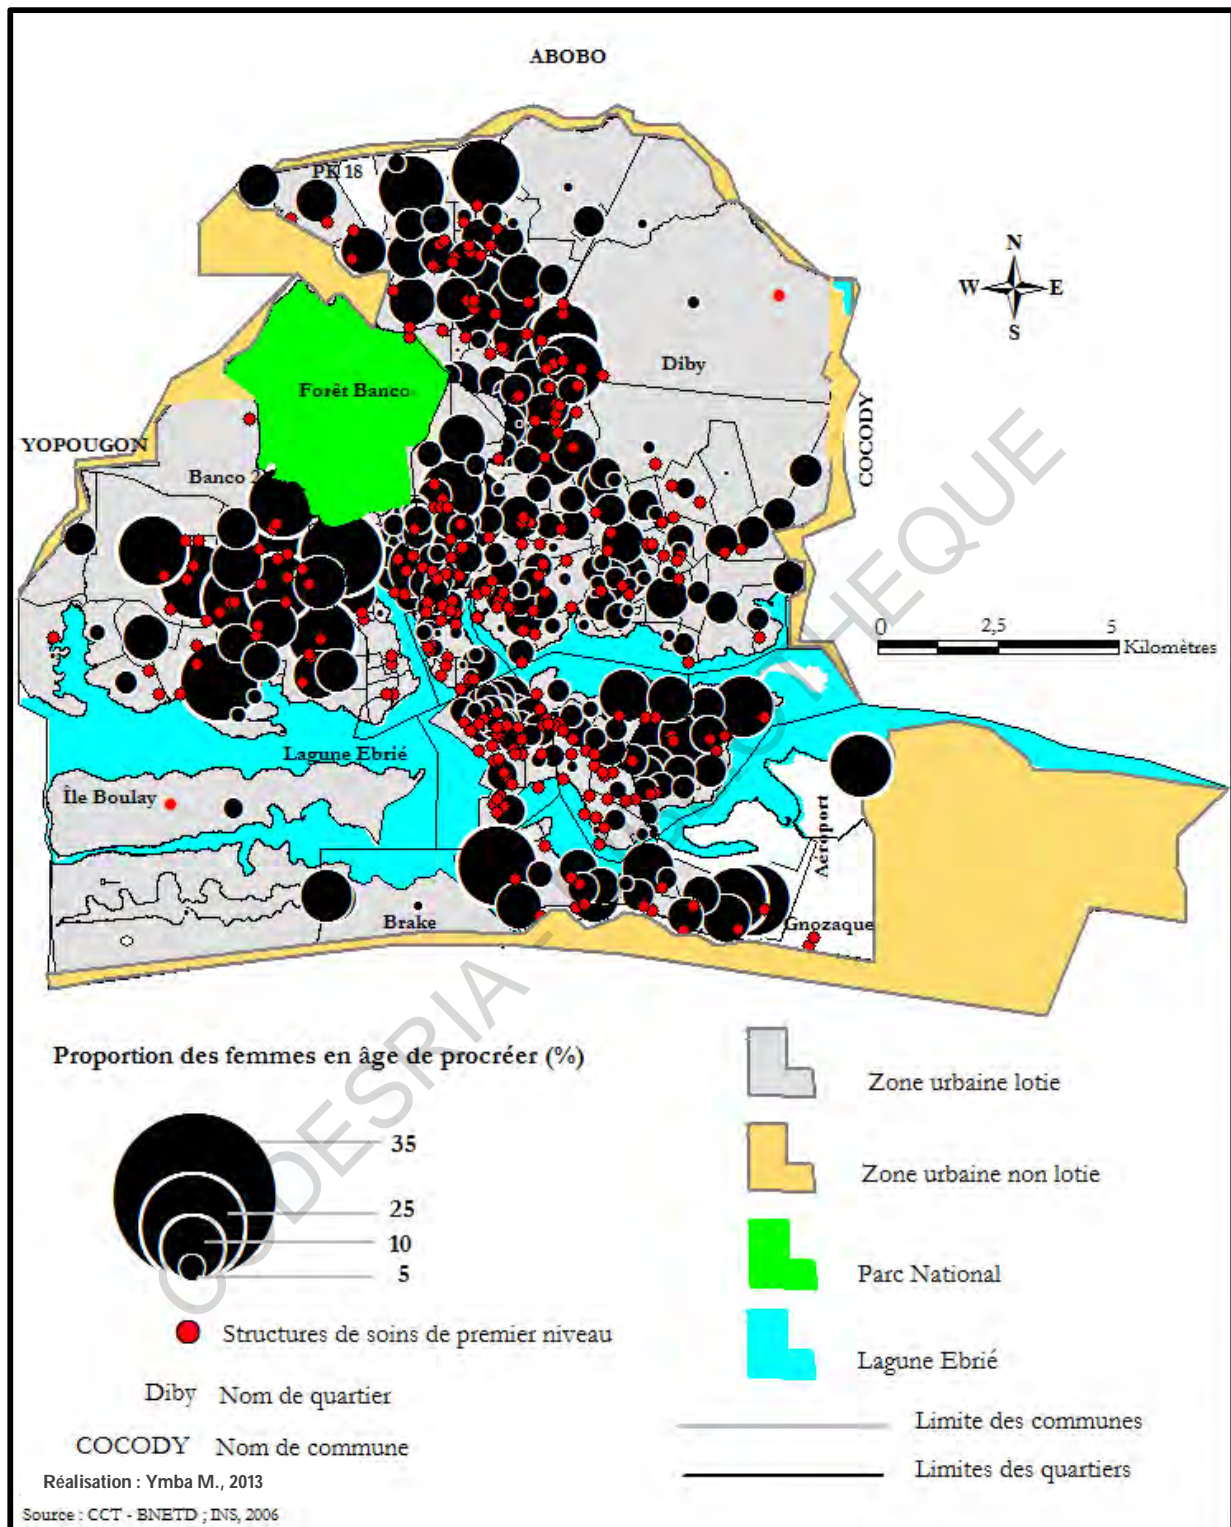 ABOBO
PK 18
N
W E
S
Diby
Forêt Banco
COCODY
YOPOUGON
Banco 2
0 2,5 5
Kilomètres
Lagune Ebrié
Île Boulay
Aéroport
Brake
Gnozaque
CODESRIA - BIBLIOTHEQUE
Proportion des femmes en âge de procréer (%)
35
25
10
5
Structures de soins de premier niveau
Diby Nom de quartier
COCODY Nom de commune
Réalisation : Ymba M., 2013
Source : CCT - BNETD ; INS, 2006
Zone urbaine lotie
Zone urbaine non lotie
Parc National
Lagune Ebrié
Limite des communes
Limites des quartiers